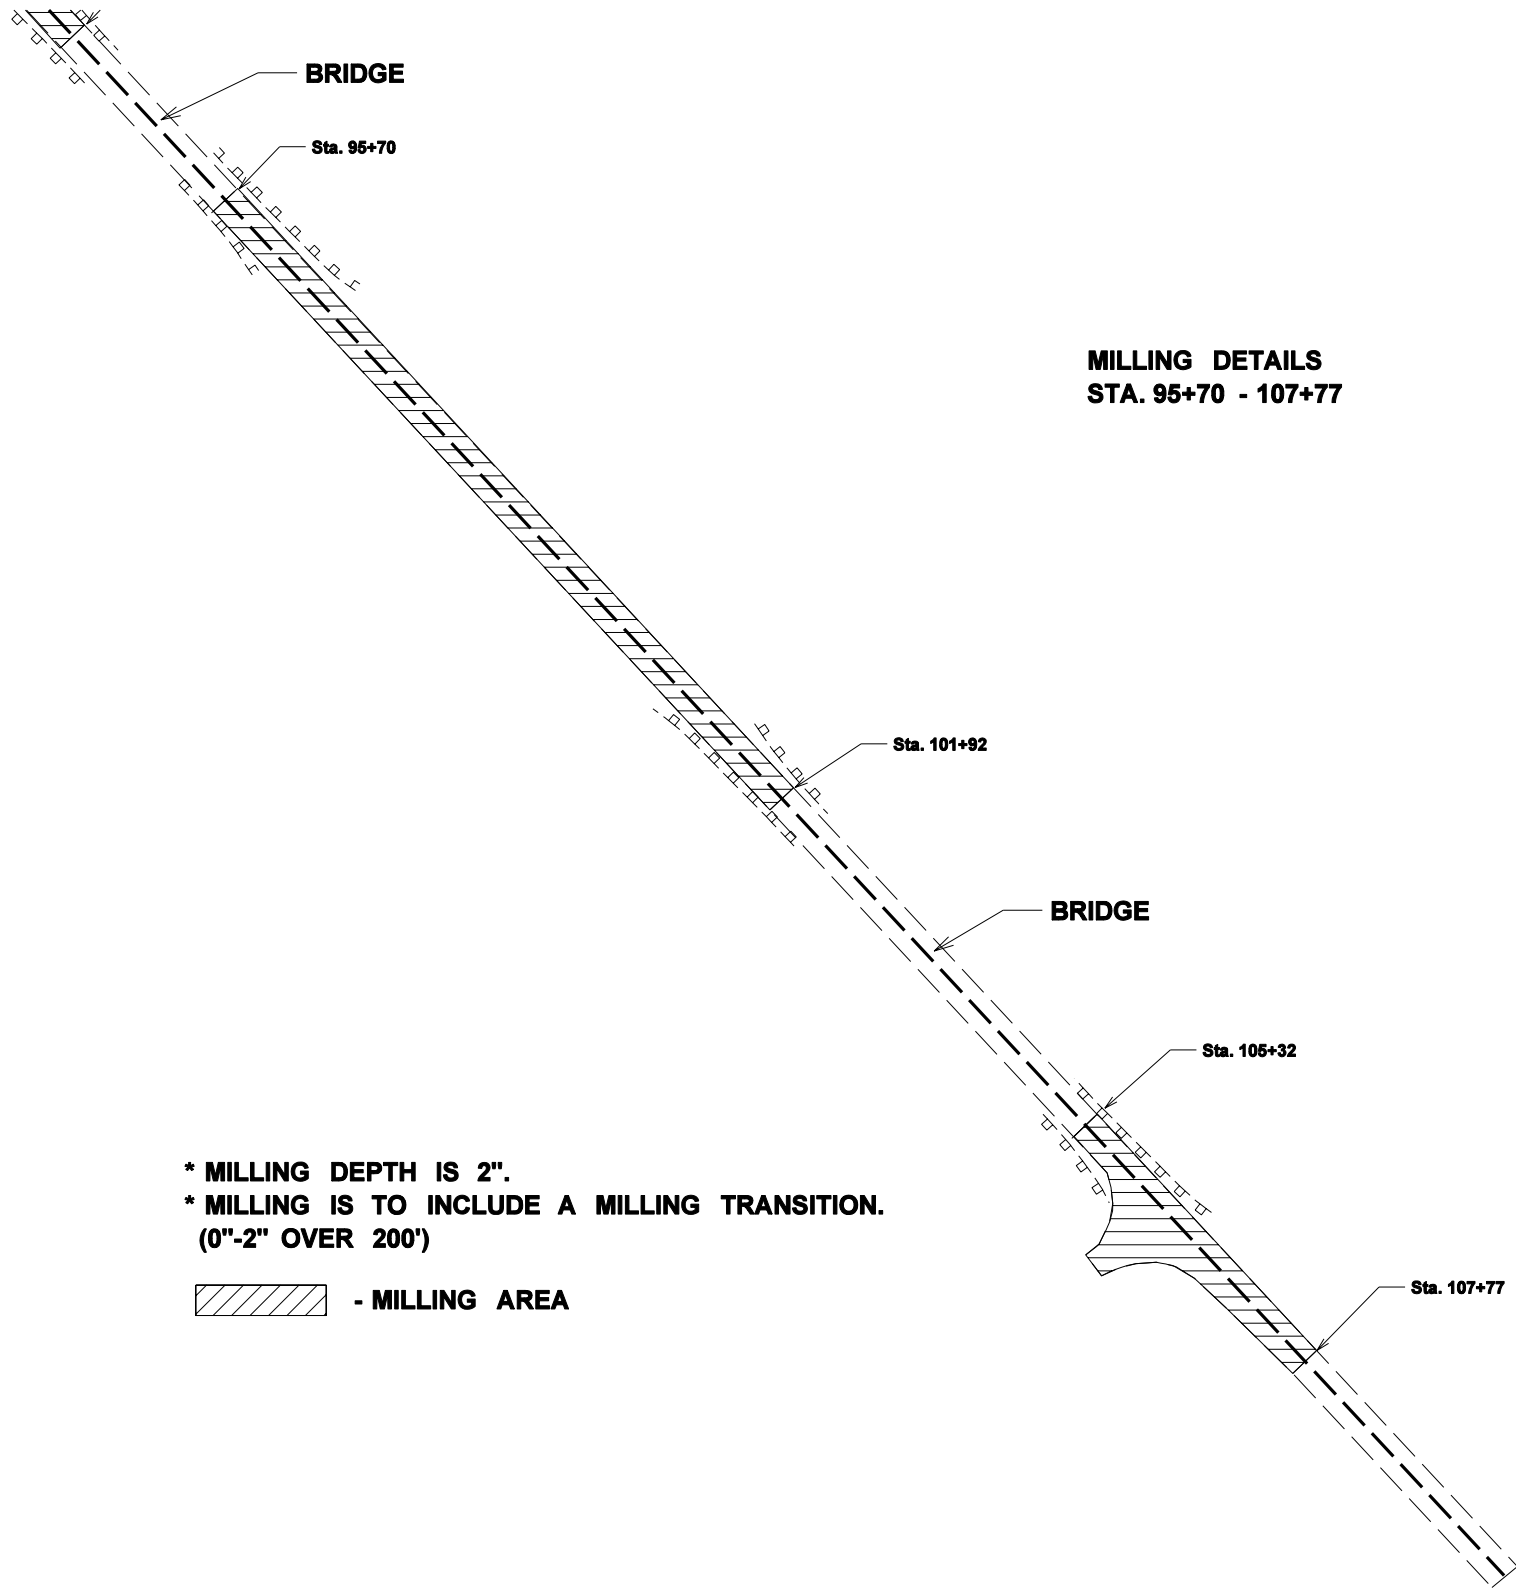 BRIDGE
Sta. 95+70
MILLING DETAILS
STA. 95+70 - 107+77
Sta. 101+92
BRIDGE
Sta. 105+32
* MILLING DEPTH IS 2".
* MILLING IS TO INCLUDE A MILLING TRANSITION.
(0"-2" OVER 200')
Sta. 107+77
- MILLING AREA